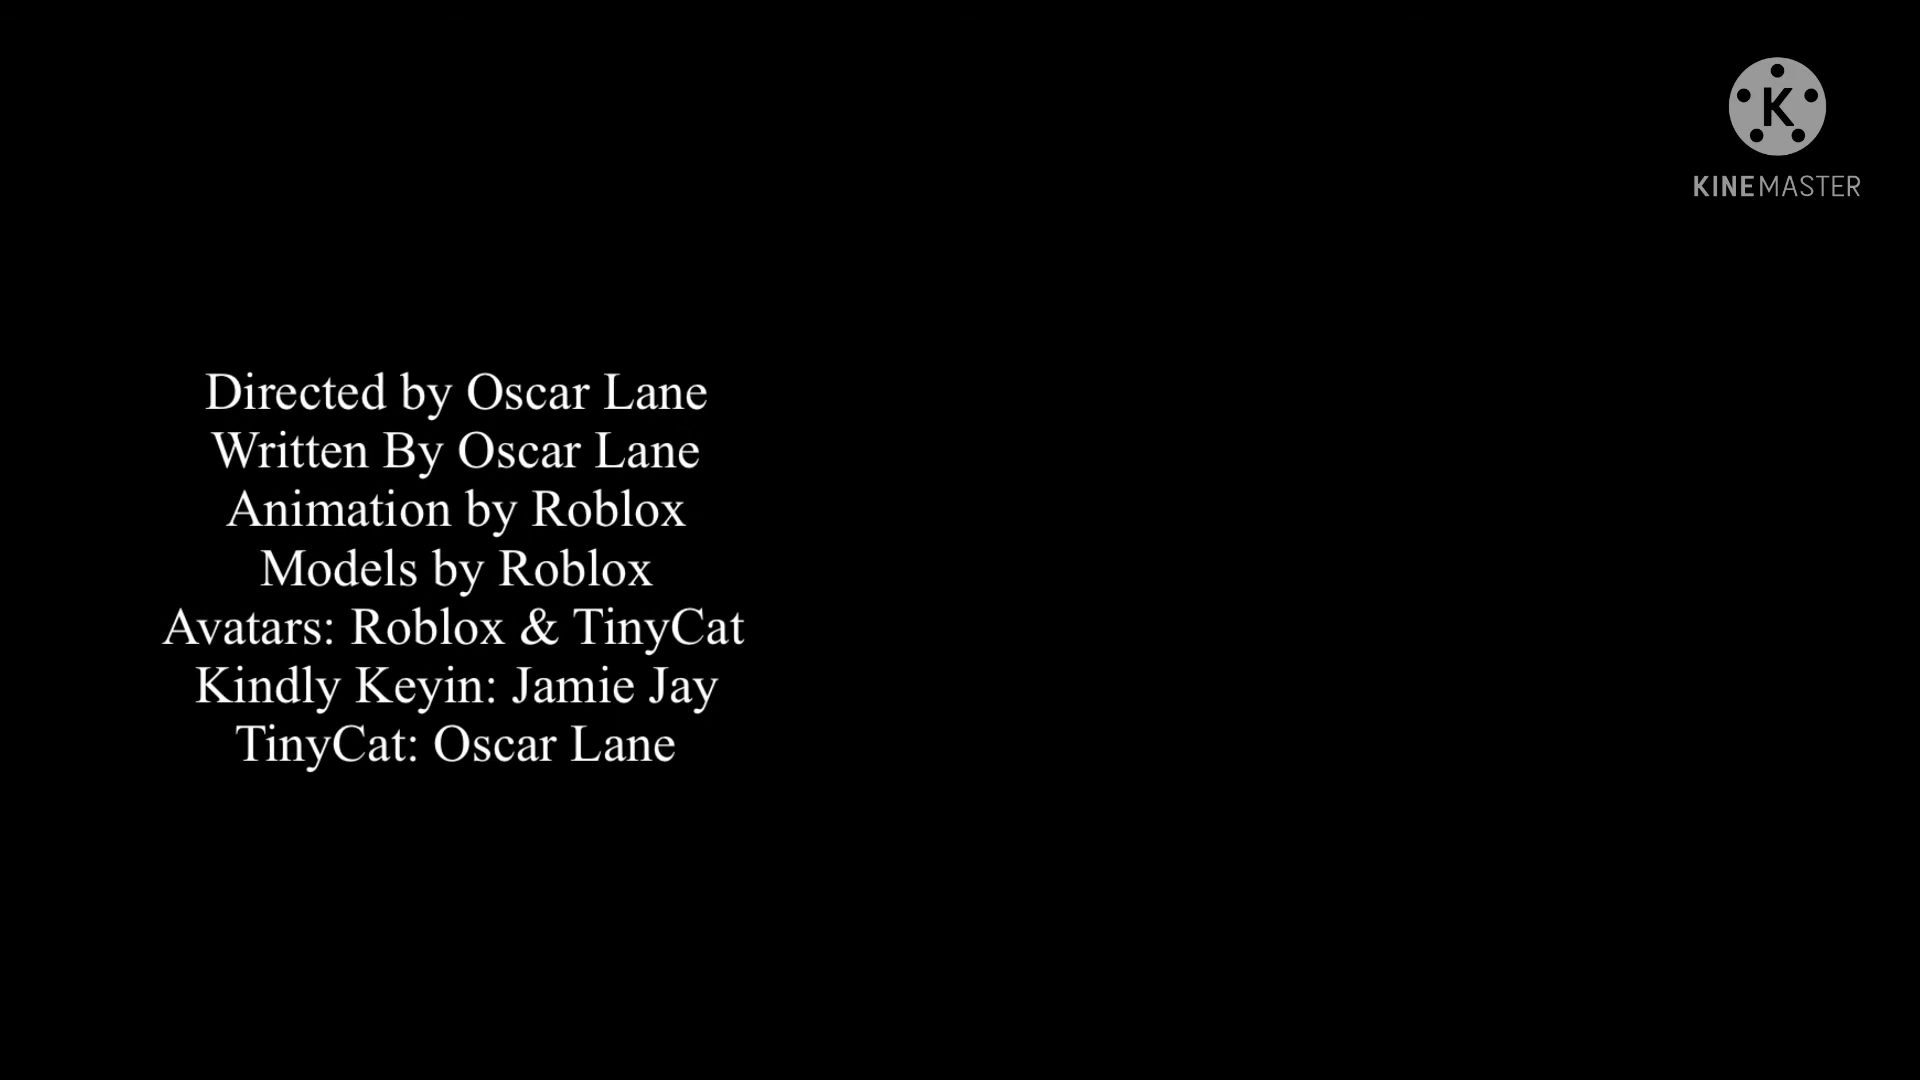 K
KINEMASTER
Directed by Oscar Lane
Written By Oscar Lane
Animation by Roblox
Models by Roblox
Avatars: Roblox & TinyCat
Kindly Keyin: Jamie Jay
TinyCat: Oscar Lane